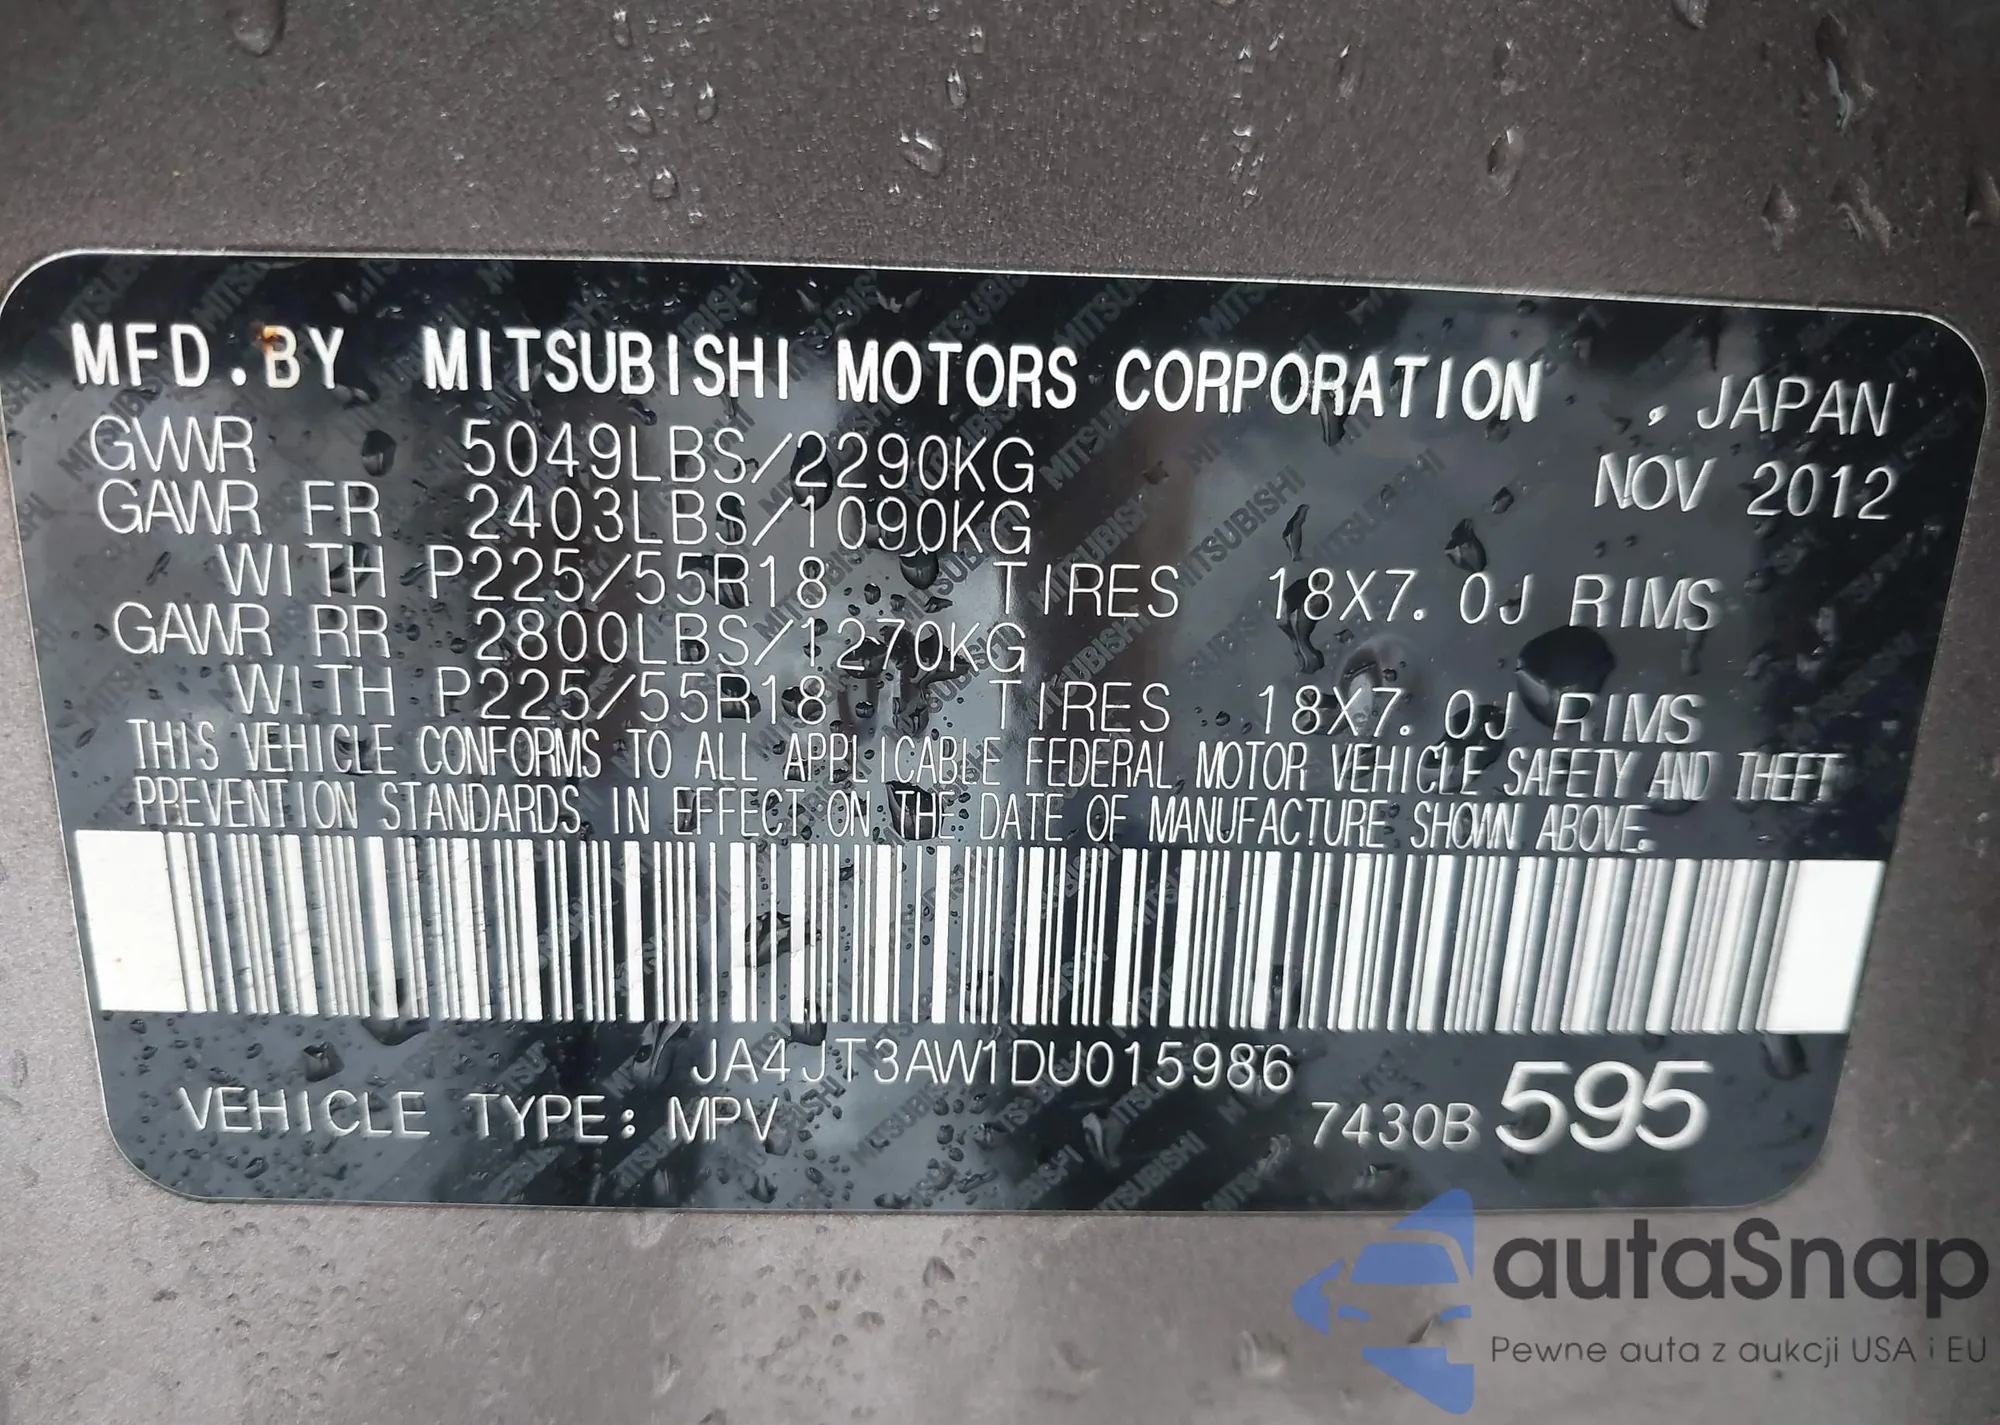 MFD.BY MITSUBISHI MOTORS CORPORATION , JAPAN
GVWR 5049LBS/2290KG NOV 2012
GAWR FR 2403LBS/1090KG
WITH P225/55R18 TIRES 18X7.0J RIMS
GAWR RR 2800LBS/1270KG
WITH P225/55R18 TIRES 18X7.0J RIMS
THIS VEHICLE CONFORMS TO ALL APPLICABLE FEDERAL MOTOR VEHICLE SAFETY AND THEFT
PREVENTION STANDARDS IN EFFECT ON THE DATE OF MANUFACTURE SHOWN ABOVE.
JA4JT3AW1DU015986
VEHICLE TYPE: MPV 7430B 595
autaSnap
Pewne auta z aukcji USA i EU